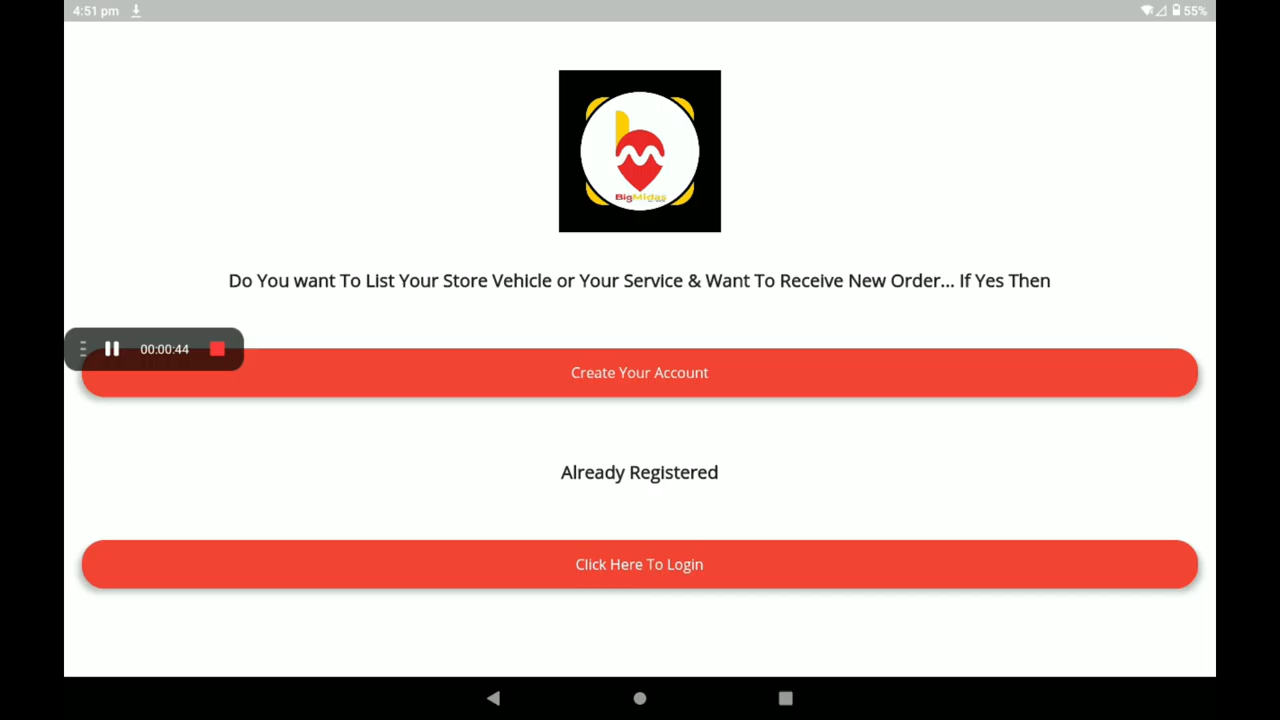 4:51 pm
55%
BigMidas
Do You want To List Your Store Vehicle or Your Service & Want To Receive New Order... If Yes Then
00:00:44
Create Your Account
Already Registered
Click Here To Login